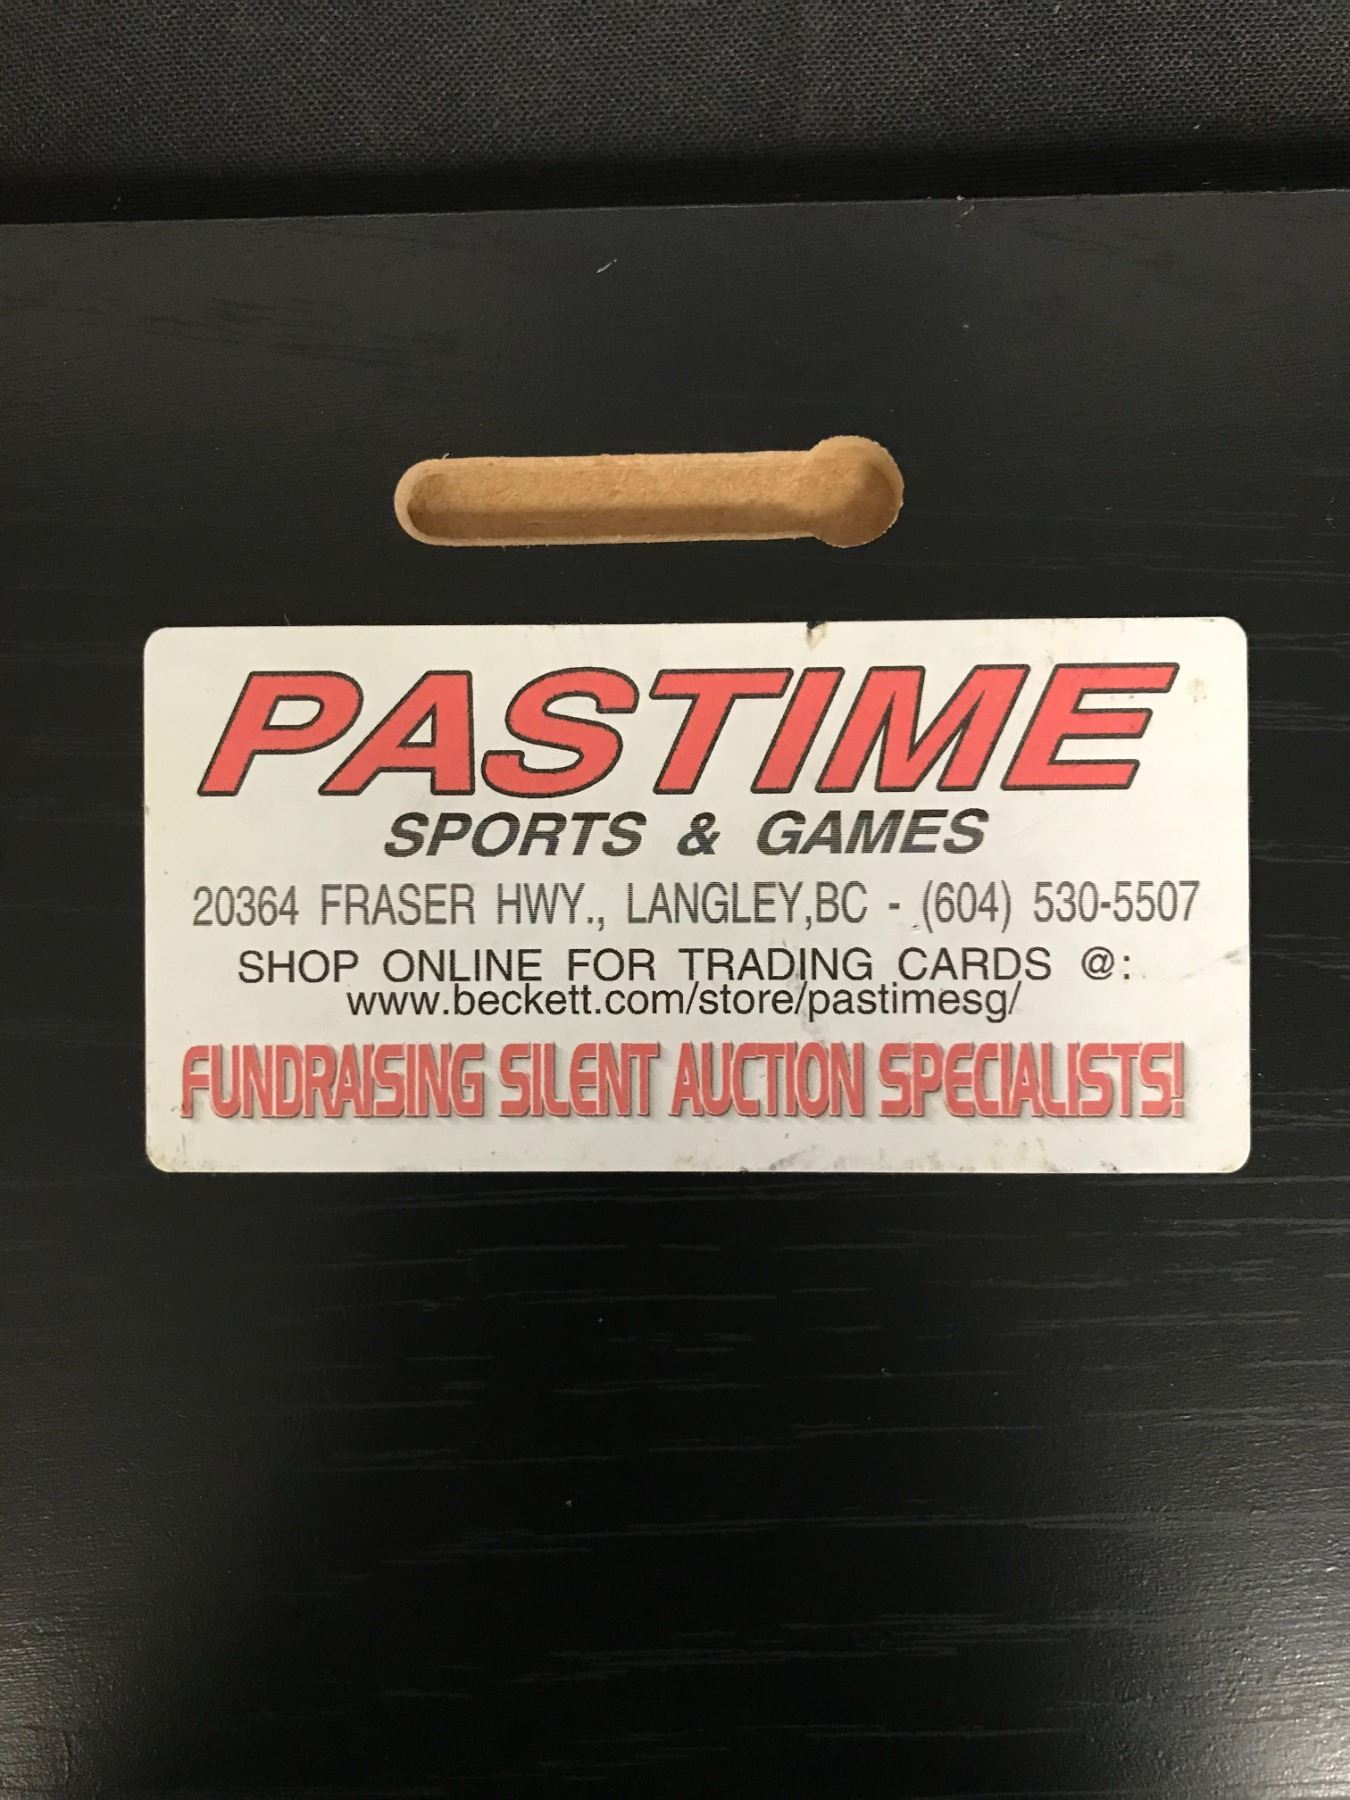 PASTIME
SPORTS & GAMES
20364 FRASER HWY., LANGLEY,BC - (604) 530-5507
SHOP ONLINE FOR TRADING CARDS @:
www.beckett.com/store/pastimesg/
FUNDRAISING SILENT AUCTION SPECIALISTS!